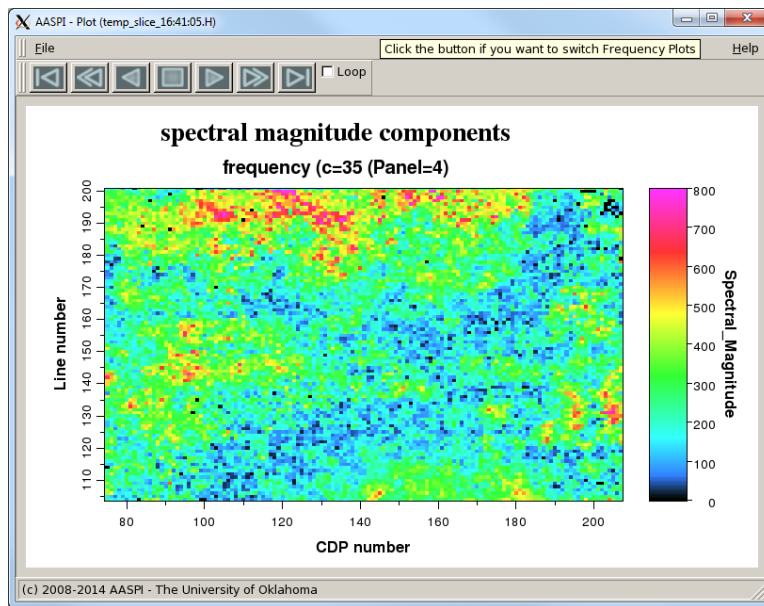 AASPI - Plot (temp_slice_16:41:05.H)
File
Click the button if you want to switch Frequency Plots
Help
Loop
spectral magnitude components
frequency (c=35 (Panel=4)
200
190
180
170
160
150
140
130
120
110
Line number
80
100
120
140
160
180
200
CDP number
800
700
600
500
400
300
200
100
0
Spectral_Magnitude
(c) 2008-2014 AASPI - The University of Oklahoma